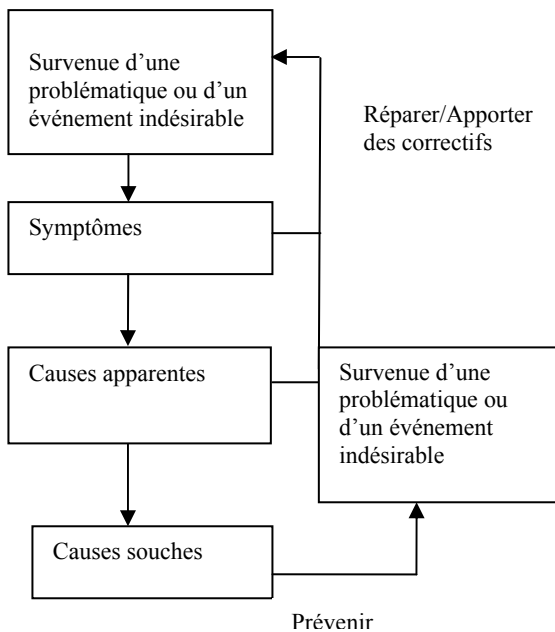 Survenue d’une
problématique ou d’un
événement indésirable
Réparer/Apporter
des correctifs
Symptômes
Causes apparentes
Survenue d’une
problématique ou
d’un événement
indésirable
Causes souches
Prévenir